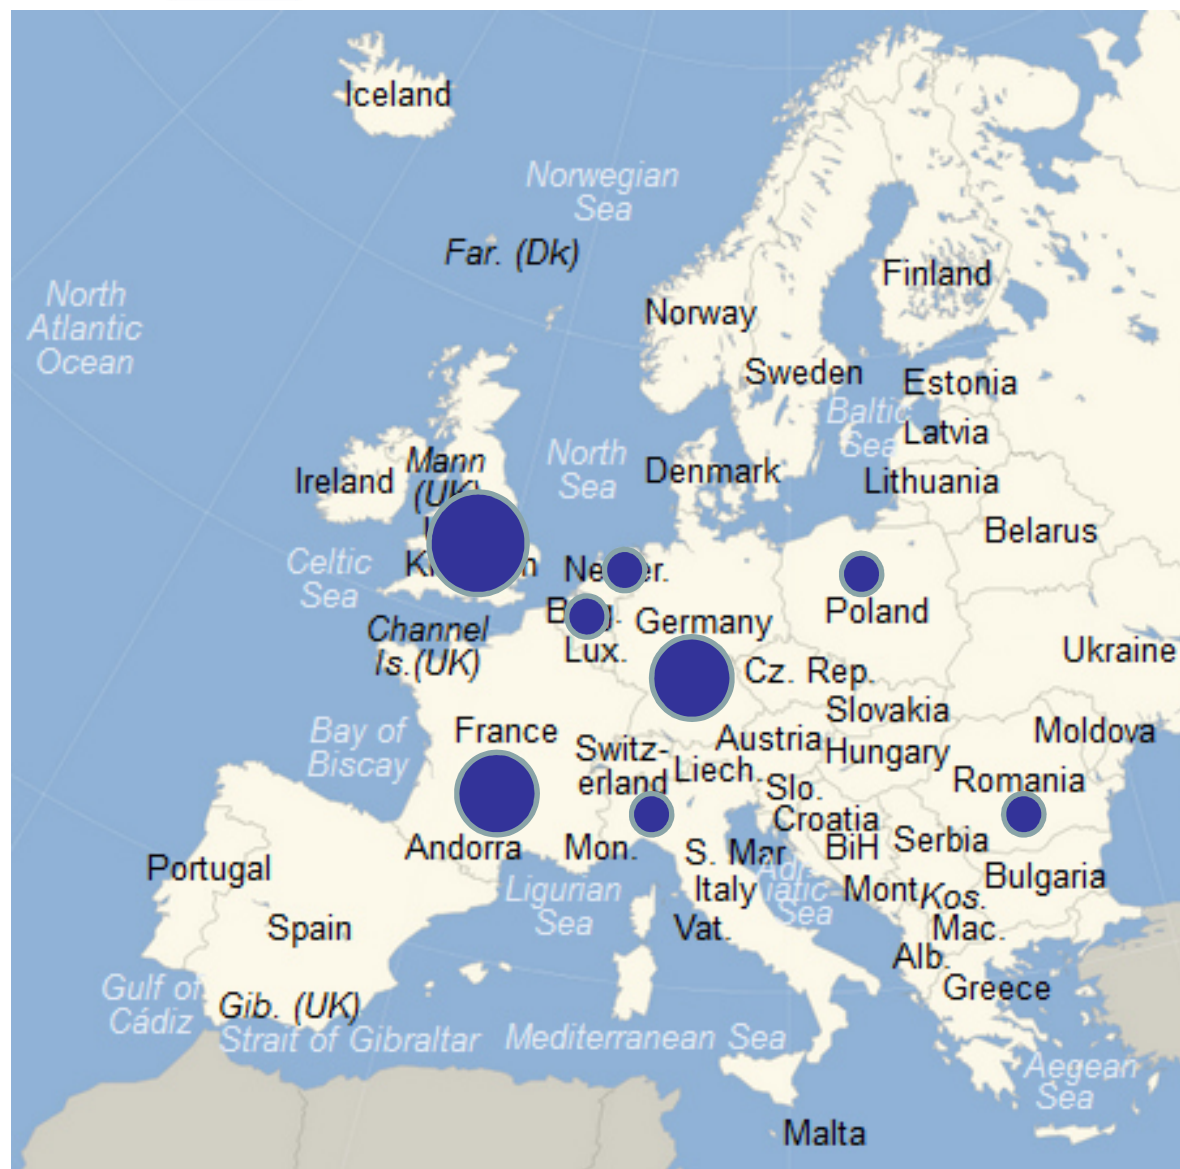 Iceland
Norwegian
Sea
Far. (Dk)
Finland
North
Atlantic
Ocean
Norway
Sweden
Estonia
Baltic
Sea
Latvia
North
Sea
Mann
(UK)
Denmark
Ireland
Lithuania
Belarus
Celtic
Sea
Poland
Germany
Channel
Is.(UK)
Lux.
Ukraine
Cz. Rep.
Slovakia
Bay of
Biscay
France
Moldova
Austria
Switz-
erland
Hungary
Liech.
Romania
Slo.
Croatia
Andorra
Mon.
S. Mar
BiH
Serbia
Portugal
Adri-
iatic
Sea
Bulgaria
Ligurian
Sea
Italy
Mont.
Kos.
Spain
Vat.
Mac.
Alb.
Gulf of
Cádiz
Gib. (UK)
Greece
Strait of Gibraltar
Mediterranean Sea
Aegean
Sea
Malta